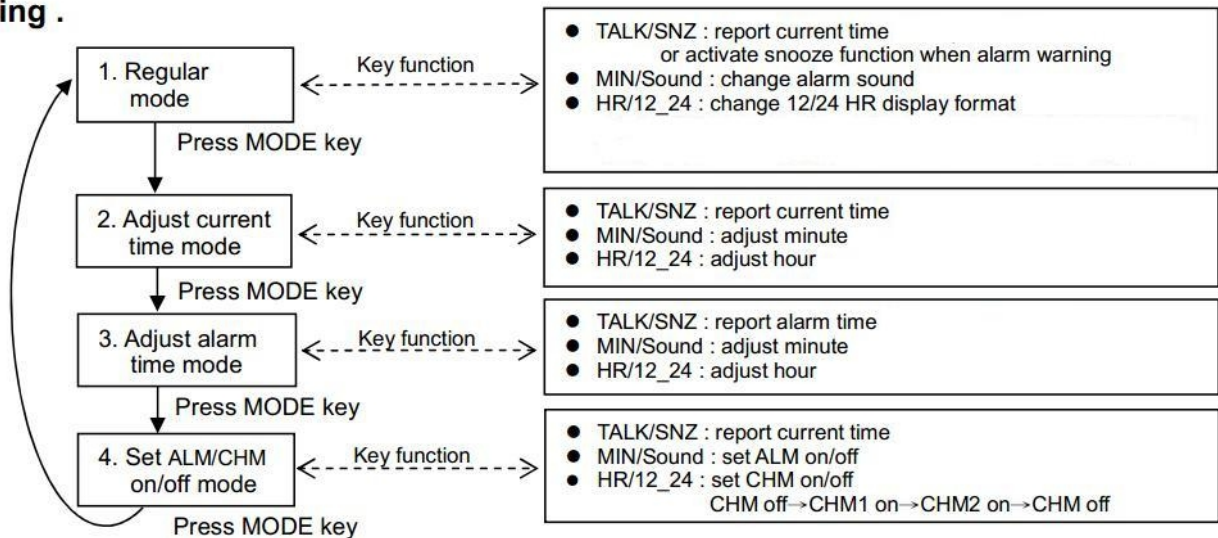 ing .
1. Regular
mode
Key function
● TALK/SNZ : report current time
or activate snooze function when alarm warning
● MIN/Sound : change alarm sound
● HR/12_24 : change 12/24 HR display format
Press MODE key
2. Adjust current
time mode
Key function
● TALK/SNZ : report current time
● MIN/Sound : adjust minute
● HR/12_24 : adjust hour
Press MODE key
3. Adjust alarm
time mode
Key function
● TALK/SNZ : report alarm time
● MIN/Sound : adjust minute
● HR/12_24 : adjust hour
Press MODE key
4. Set ALM/CHM
on/off mode
Key function
● TALK/SNZ : report current time
● MIN/Sound : set ALM on/off
● HR/12_24 : set CHM on/off
CHM off→CHM1 on→CHM2 on→CHM off
Press MODE key